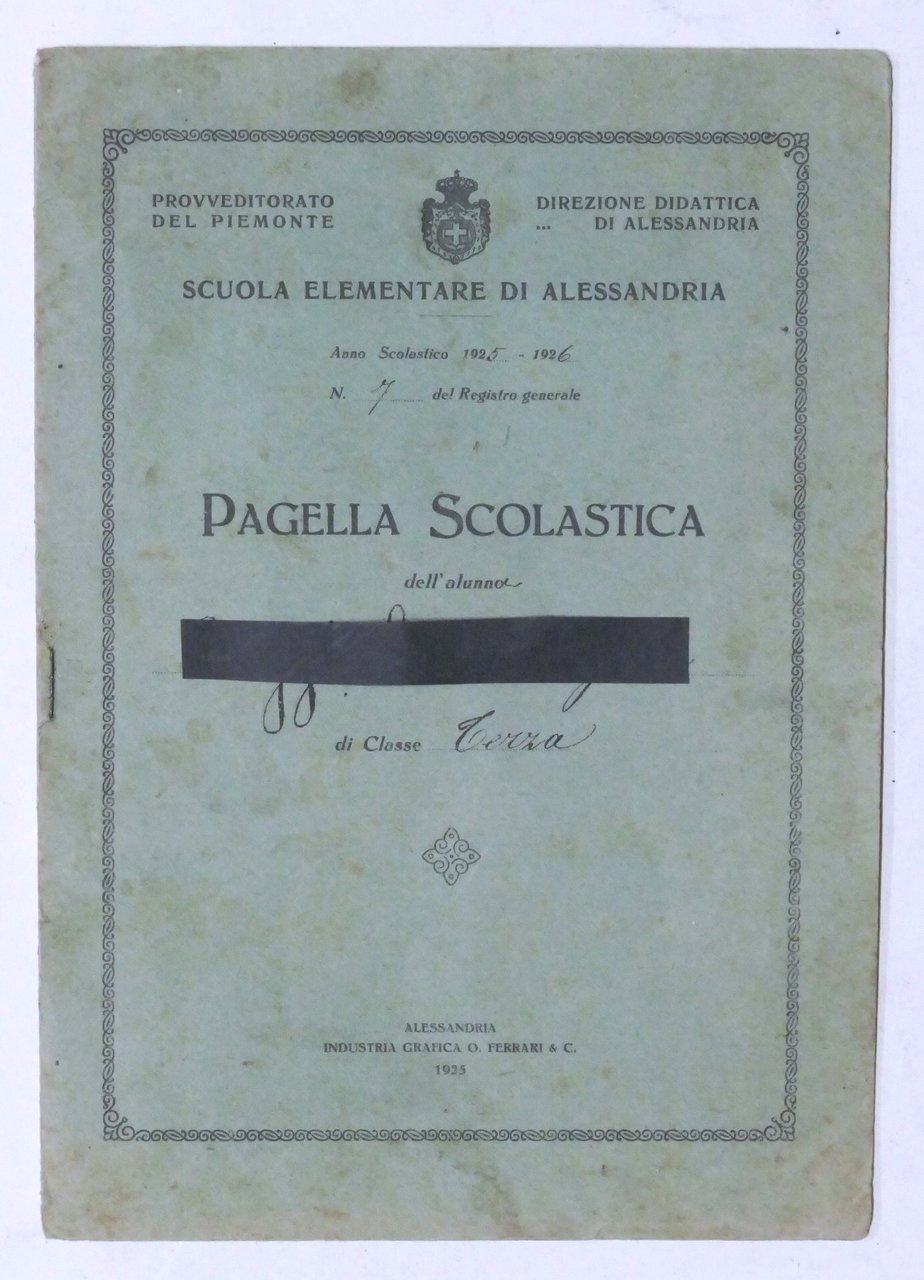 PROVVEDITORATO
DEL PIEMONTE
DIREZIONE DIDATTICA
... DI ALESSANDRIA
SCUOLA ELEMENTARE DI ALESSANDRIA
Anno Scolastico 1925 - 1926
N. 7 del Registro generale
PAGELLA SCOLASTICA
dell'alunna
di Classe Terza
ALESSANDRIA
INDUSTRIA GRAFICA O. FERRARI & C.
1925